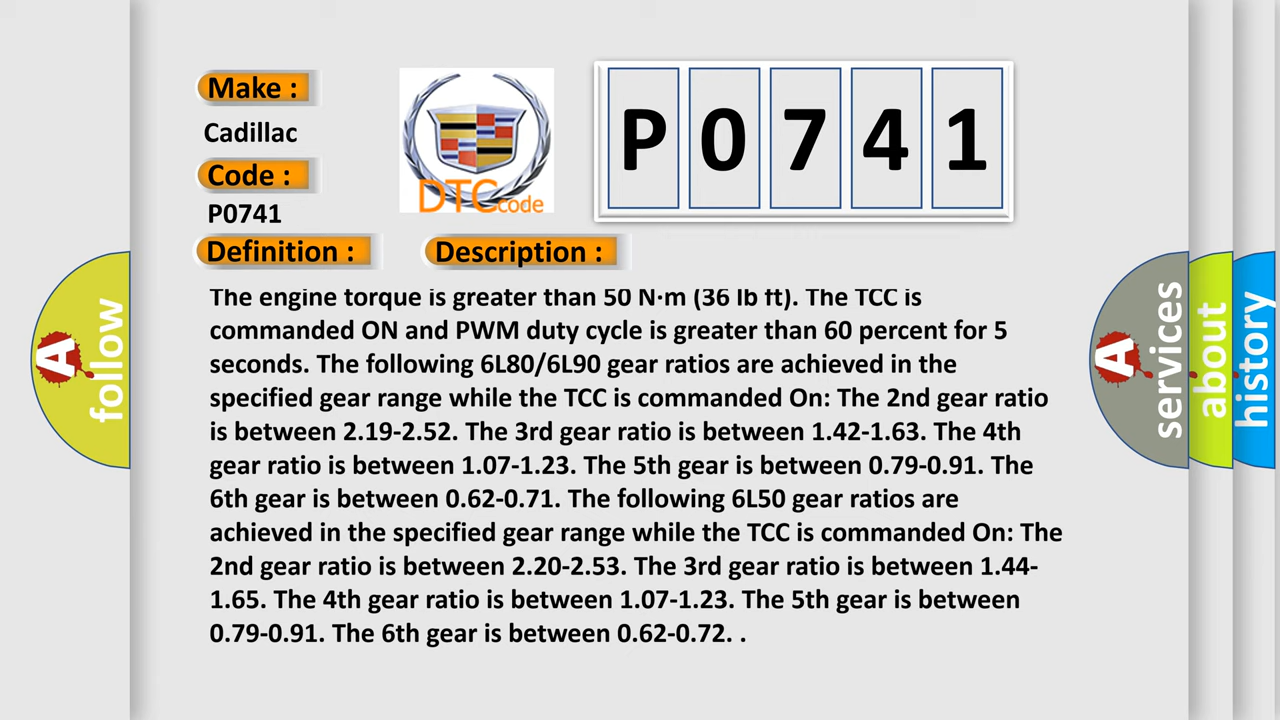 Make :
Cadillac
Code :
P0741
Definition :
Description :
DTCcode
P0741
The engine torque is greater than 50 N·m (36 Ib ft). The TCC is
commanded ON and PWM duty cycle is greater than 60 percent for 5
seconds. The following 6L80/6L90 gear ratios are achieved in the
specified gear range while the TCC is commanded On: The 2nd gear ratio
is between 2.19-2.52. The 3rd gear ratio is between 1.42-1.63. The 4th
gear ratio is between 1.07-1.23. The 5th gear is between 0.79-0.91. The
6th gear is between 0.62-0.71. The following 6L50 gear ratios are
achieved in the specified gear range while the TCC is commanded On: The
2nd gear ratio is between 2.20-2.53. The 3rd gear ratio is between 1.44-
1.65. The 4th gear ratio is between 1.07-1.23. The 5th gear is between
0.79-0.91. The 6th gear is between 0.62-0.72. .
A
follow
A
services
about
history